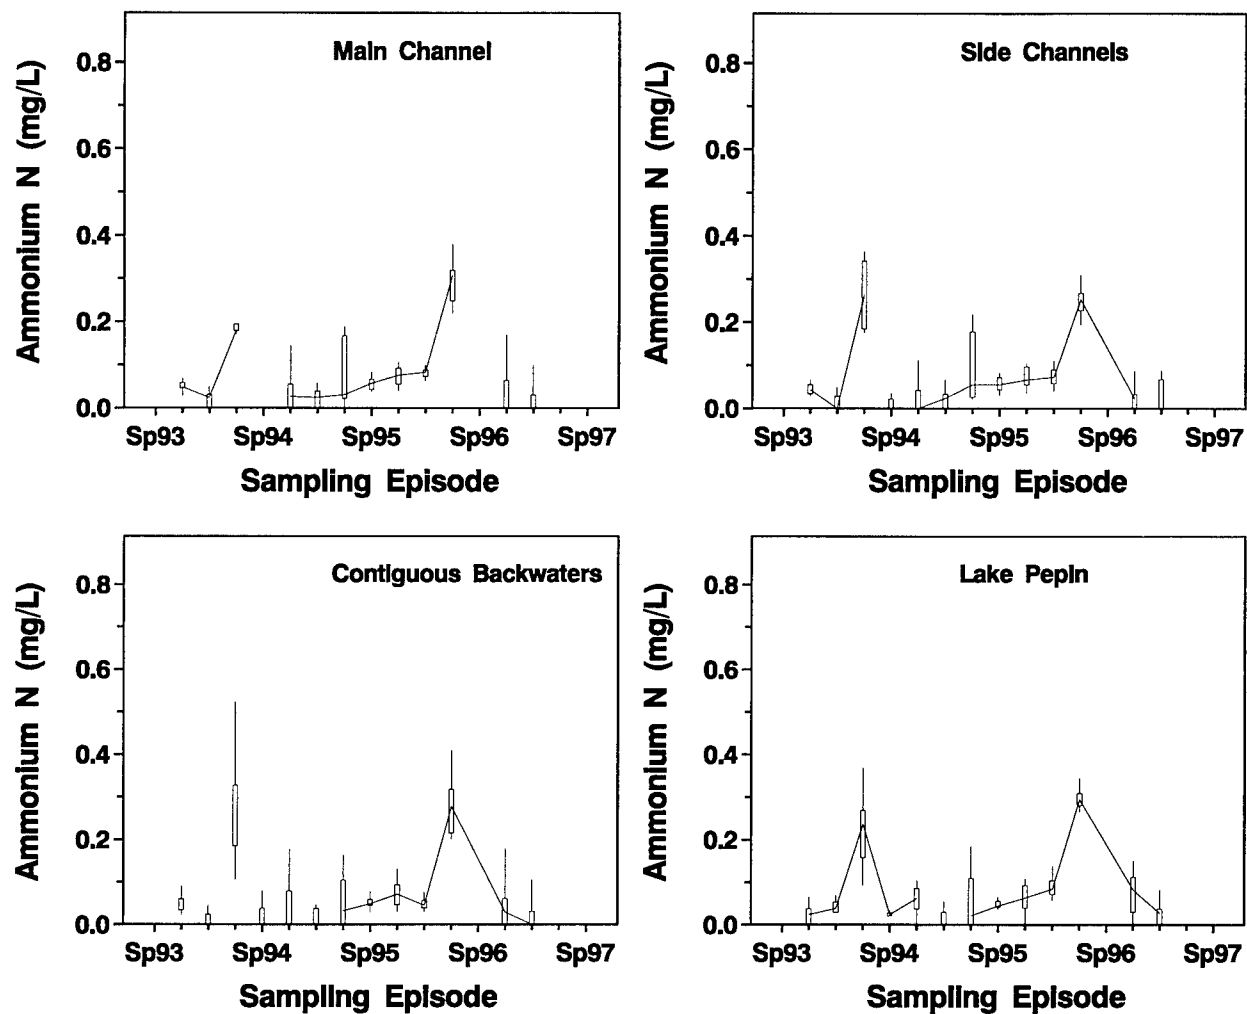 Main Channel
Ammonium N (mg/L)
0.8
0.6
0.4
0.2
0.0
Sp93 Sp94 Sp95 Sp96 Sp97
Sampling Episode
Side Channels
Ammonium N (mg/L)
0.8
0.6
0.4
0.2
0.0
Sp93 Sp94 Sp95 Sp96 Sp97
Sampling Episode
Contiguous Backwaters
Ammonium N (mg/L)
0.8
0.6
0.4
0.2
0.0
Sp93 Sp94 Sp95 Sp96 Sp97
Sampling Episode
Lake Pepin
Ammonium N (mg/L)
0.8
0.6
0.4
0.2
0.0
Sp93 Sp94 Sp95 Sp96 Sp97
Sampling Episode